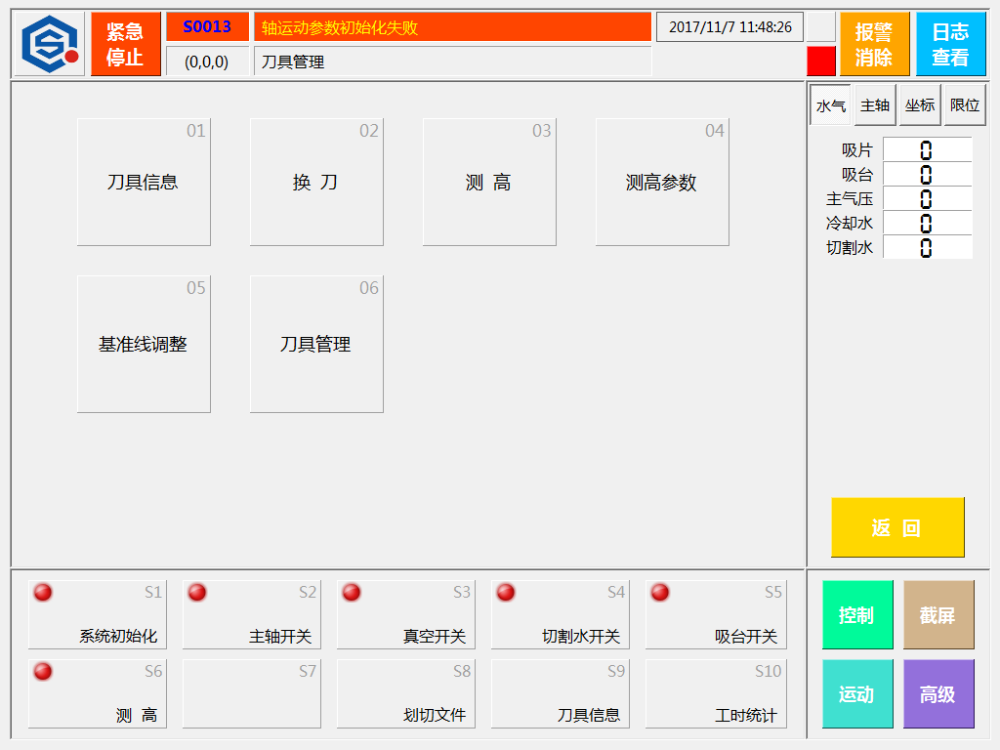 紧急
停止
S0013
轴运动参数初始化失败
2017/11/7 11:48:26
报警
消除
日志
查看
(0,0,0)
刀具管理
水气
主轴
坐标
限位
01
刀具信息
02
换 刀
03
测 高
04
测高参数
05
基准线调整
06
刀具管理
吸片 0
吸台 0
主气压 0
冷却水 0
切割水 0
返 回
S1
系统初始化
S2
主轴开关
S3
真空开关
S4
切割水开关
S5
吸台开关
S6
测 高
S7
S8
划切文件
S9
刀具信息
S10
工时统计
控制
截屏
运动
高级